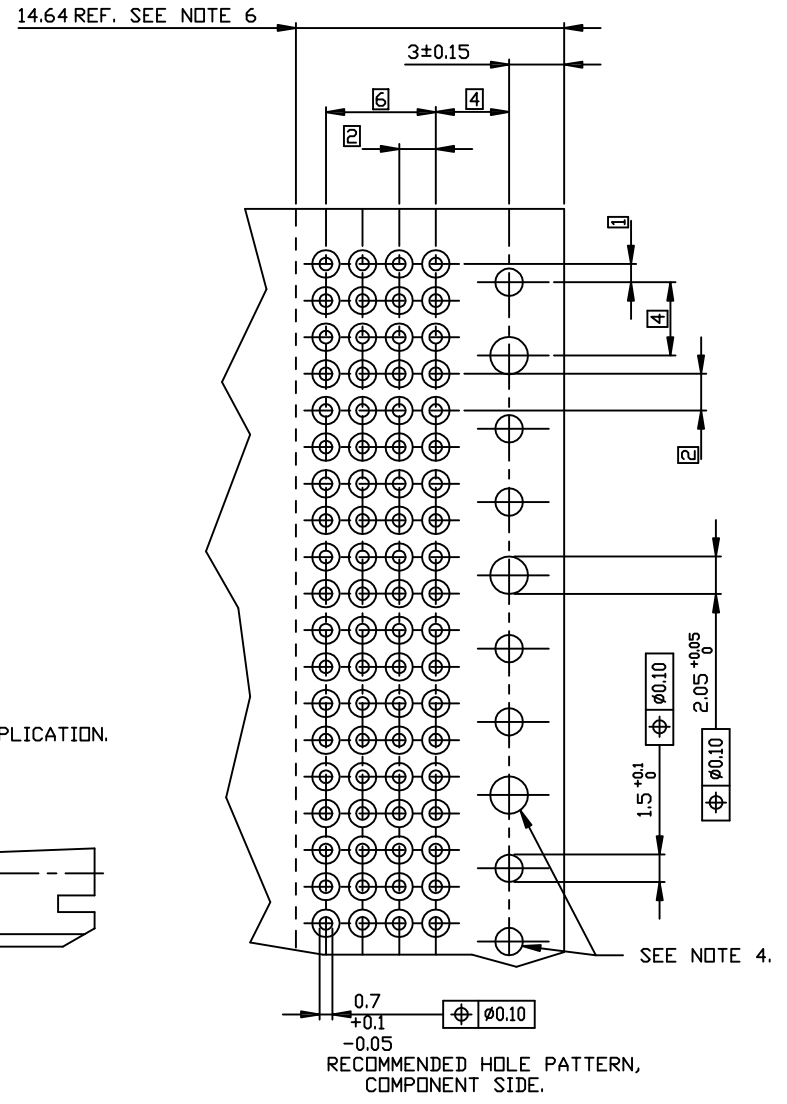 14.64 REF. SEE NOTE 6
3±0.15
6
4
2
1
4
2
2.05 +0.05 0
⌖ ø0.10
1.5 +0.1 0
⌖ ø0.10
PLICATION.
SEE NOTE 4.
0.7
+0.1
-0.05
⌖ ø0.10
RECOMMENDED HOLE PATTERN,
COMPONENT SIDE.